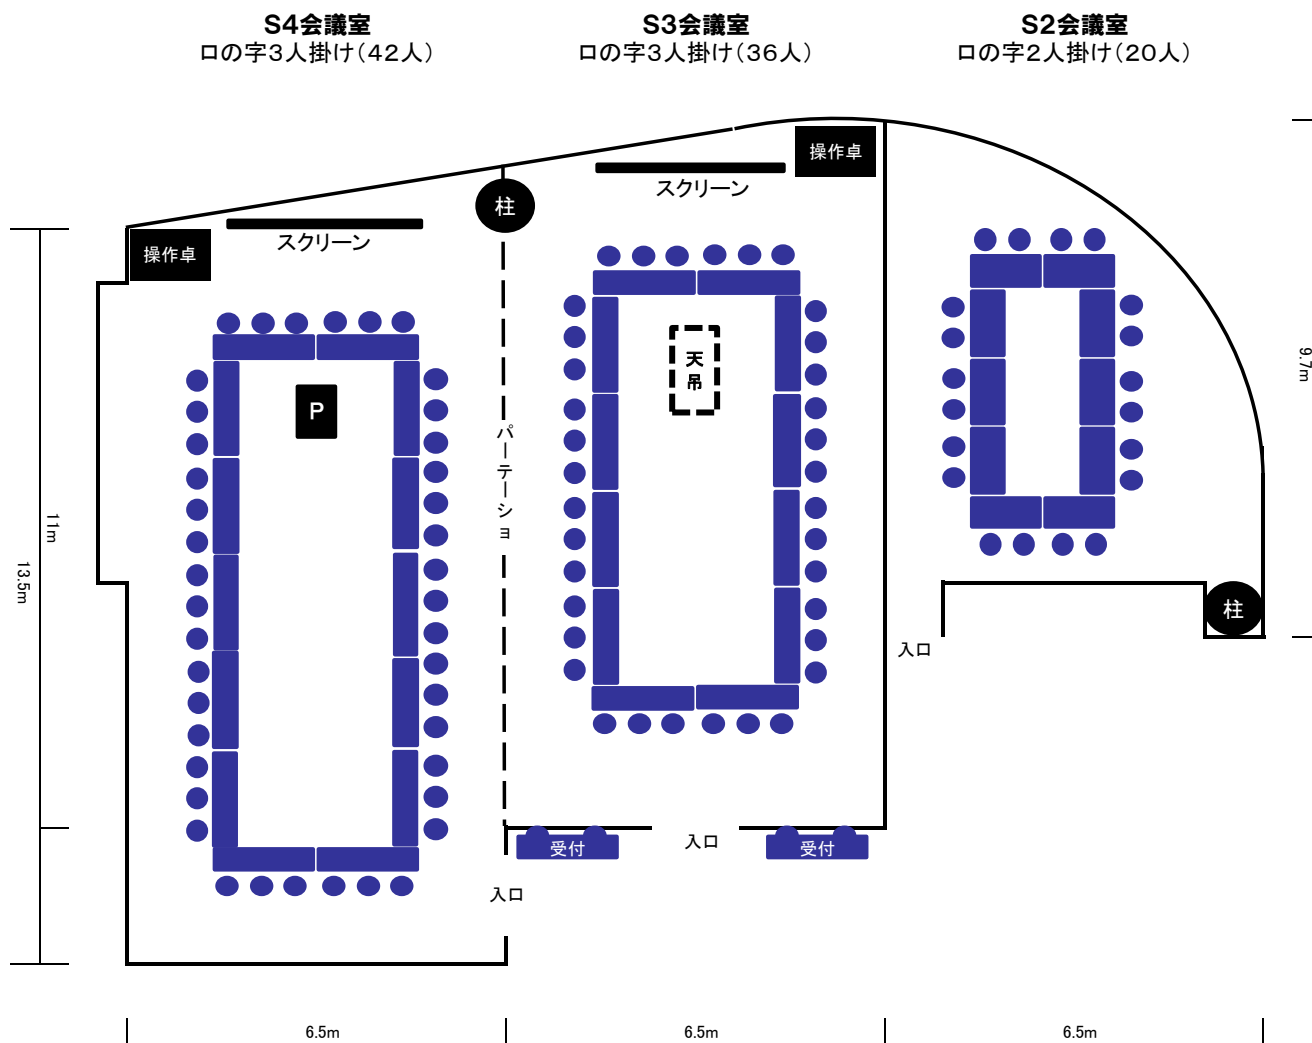 S4会議室
ロの字3人掛け（42人）
S3会議室
ロの字3人掛け（36人）
S2会議室
ロの字2人掛け（20人）
操作卓
スクリーン
柱
スクリーン
操作卓
P
天吊
パーテーショ
11m
13.5m
9.7m
柱
入口
受付
入口
受付
入口
6.5m
6.5m
6.5m